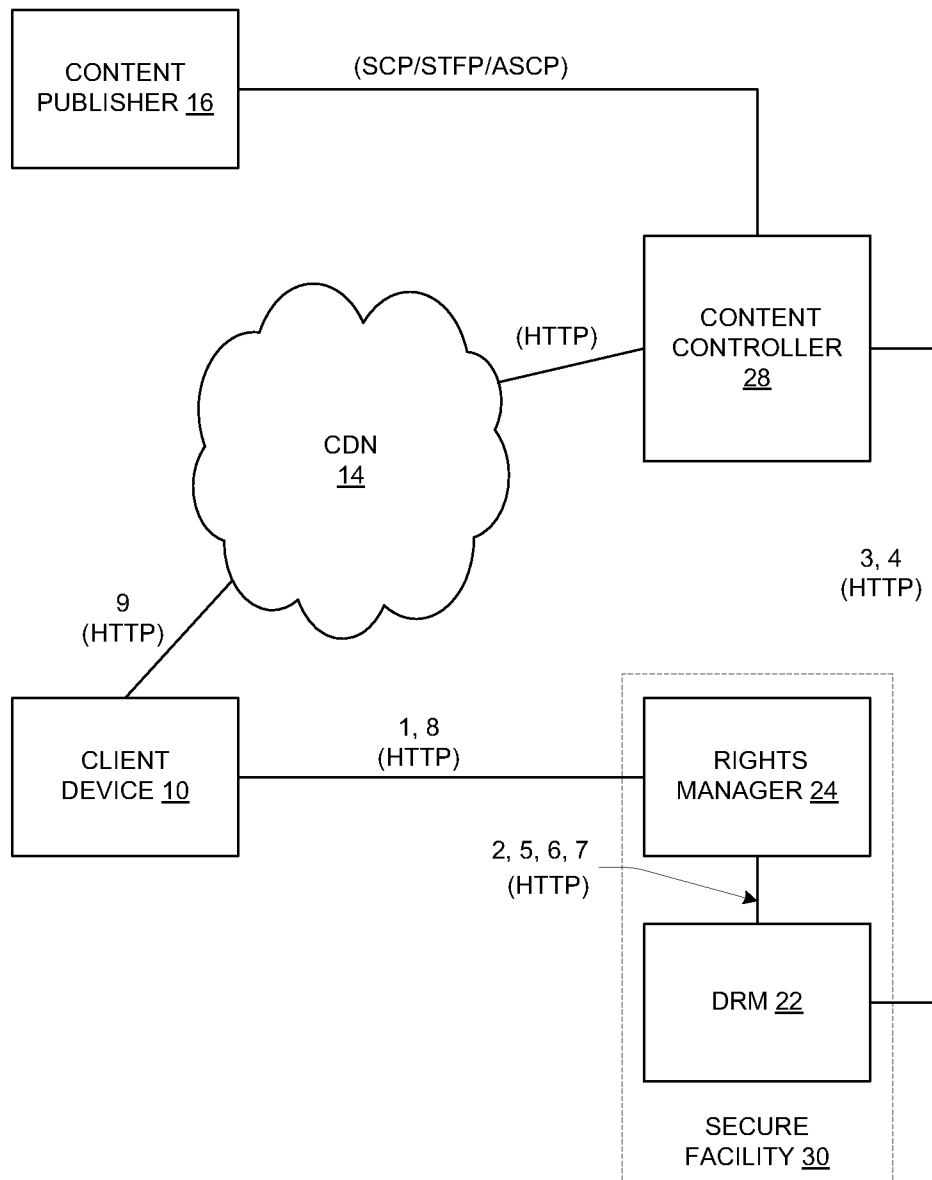 CONTENT
PUBLISHER 16
(SCP/STFP/ASCP)
CONTENT
CONTROLLER
28
(HTTP)
CDN
14
3, 4
(HTTP)
9
(HTTP)
CLIENT
DEVICE 10
1, 8
(HTTP)
RIGHTS
MANAGER 24
2, 5, 6, 7
(HTTP)
DRM 22
SECURE
FACILITY 30